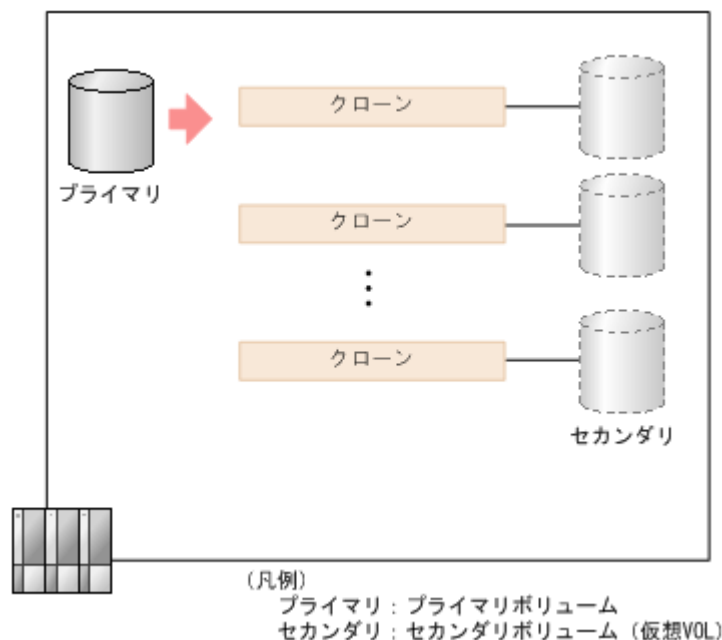 クローン
プライマリ
クローン
クローン
セカンダリ
(凡例)
プライマリ：プライマリボリューム
セカンダリ：セカンダリボリューム（仮想VOL）